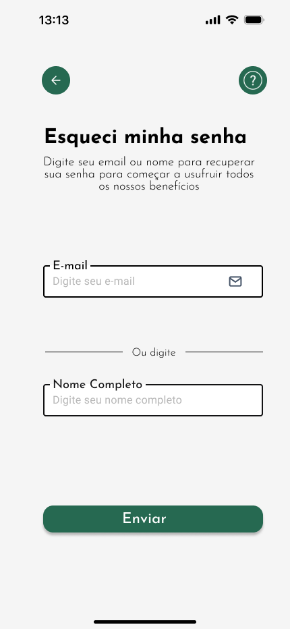 13:13
?
Esqueci minha senha
Digite seu email ou nome para recuperar
sua senha para começar a usufruir todos
os nossos benefícios
E-mail
Digite seu e-mail
Ou digite
Nome Completo
Digite seu nome completo
Enviar